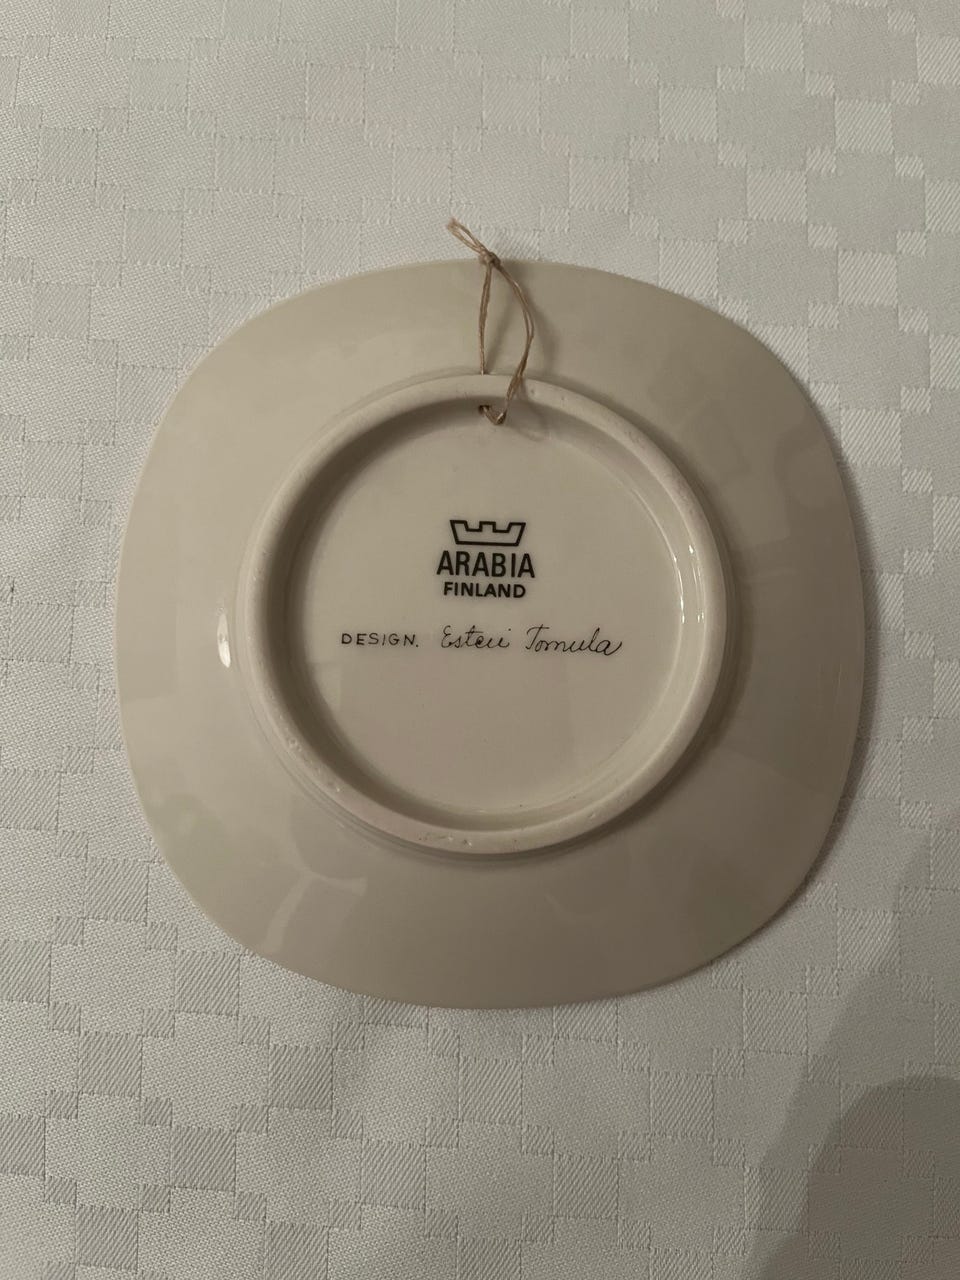 ARABIA
FINLAND
DESIGN. Esteri Tomula